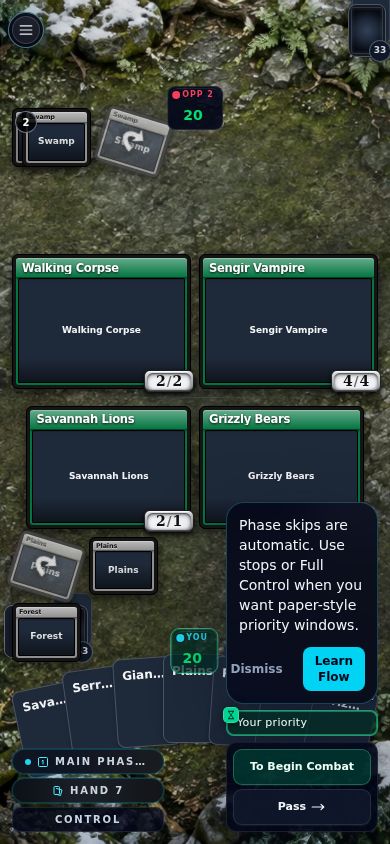 33
OPP 2
20
2
Swamp
Swamp
Swamp
Walking Corpse
Walking Corpse
2/2
Sengir Vampire
Sengir Vampire
4/4
Savannah Lions
Savannah Lions
2/1
Grizzly Bears
Grizzly Bears
Phase skips are
automatic. Use
stops or Full
Control when you
want paper-style
priority windows.
Dismiss
Learn
Flow
Plains
Plains
Plains
Plains
Forest
Forest
3
YOU
20
Sava...
Serr...
Gian...
Plains
Your priority
MAIN PHAS...
HAND 7
CONTROL
To Begin Combat
Pass →